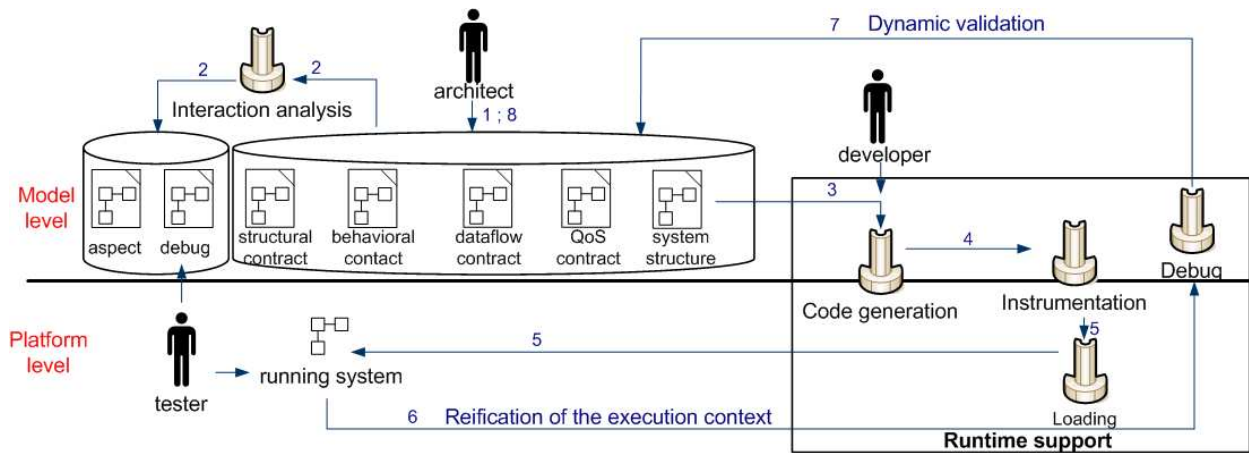 7 Dynamic validation
2 2
Interaction analysis
architect
1 ; 8
developer
Model
level
3
aspect debug structural
contract behavioral
contact dataflow
contract QoS
contract system
structure
4
Debug
Code generation Instrumentation
Platform
level
5 5
running system
tester
6 Reification of the execution context
Loading
Runtime support